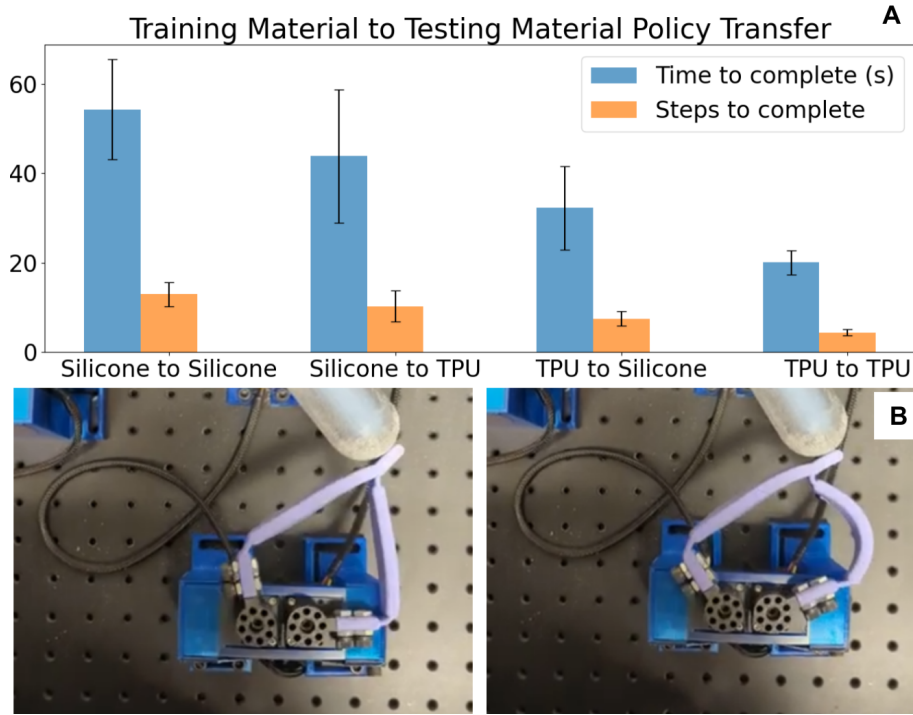 Training Material to Testing Material Policy Transfer
A
Time to complete (s)
Steps to complete
60
40
20
0
Silicone to Silicone
Silicone to TPU
TPU to Silicone
TPU to TPU
B